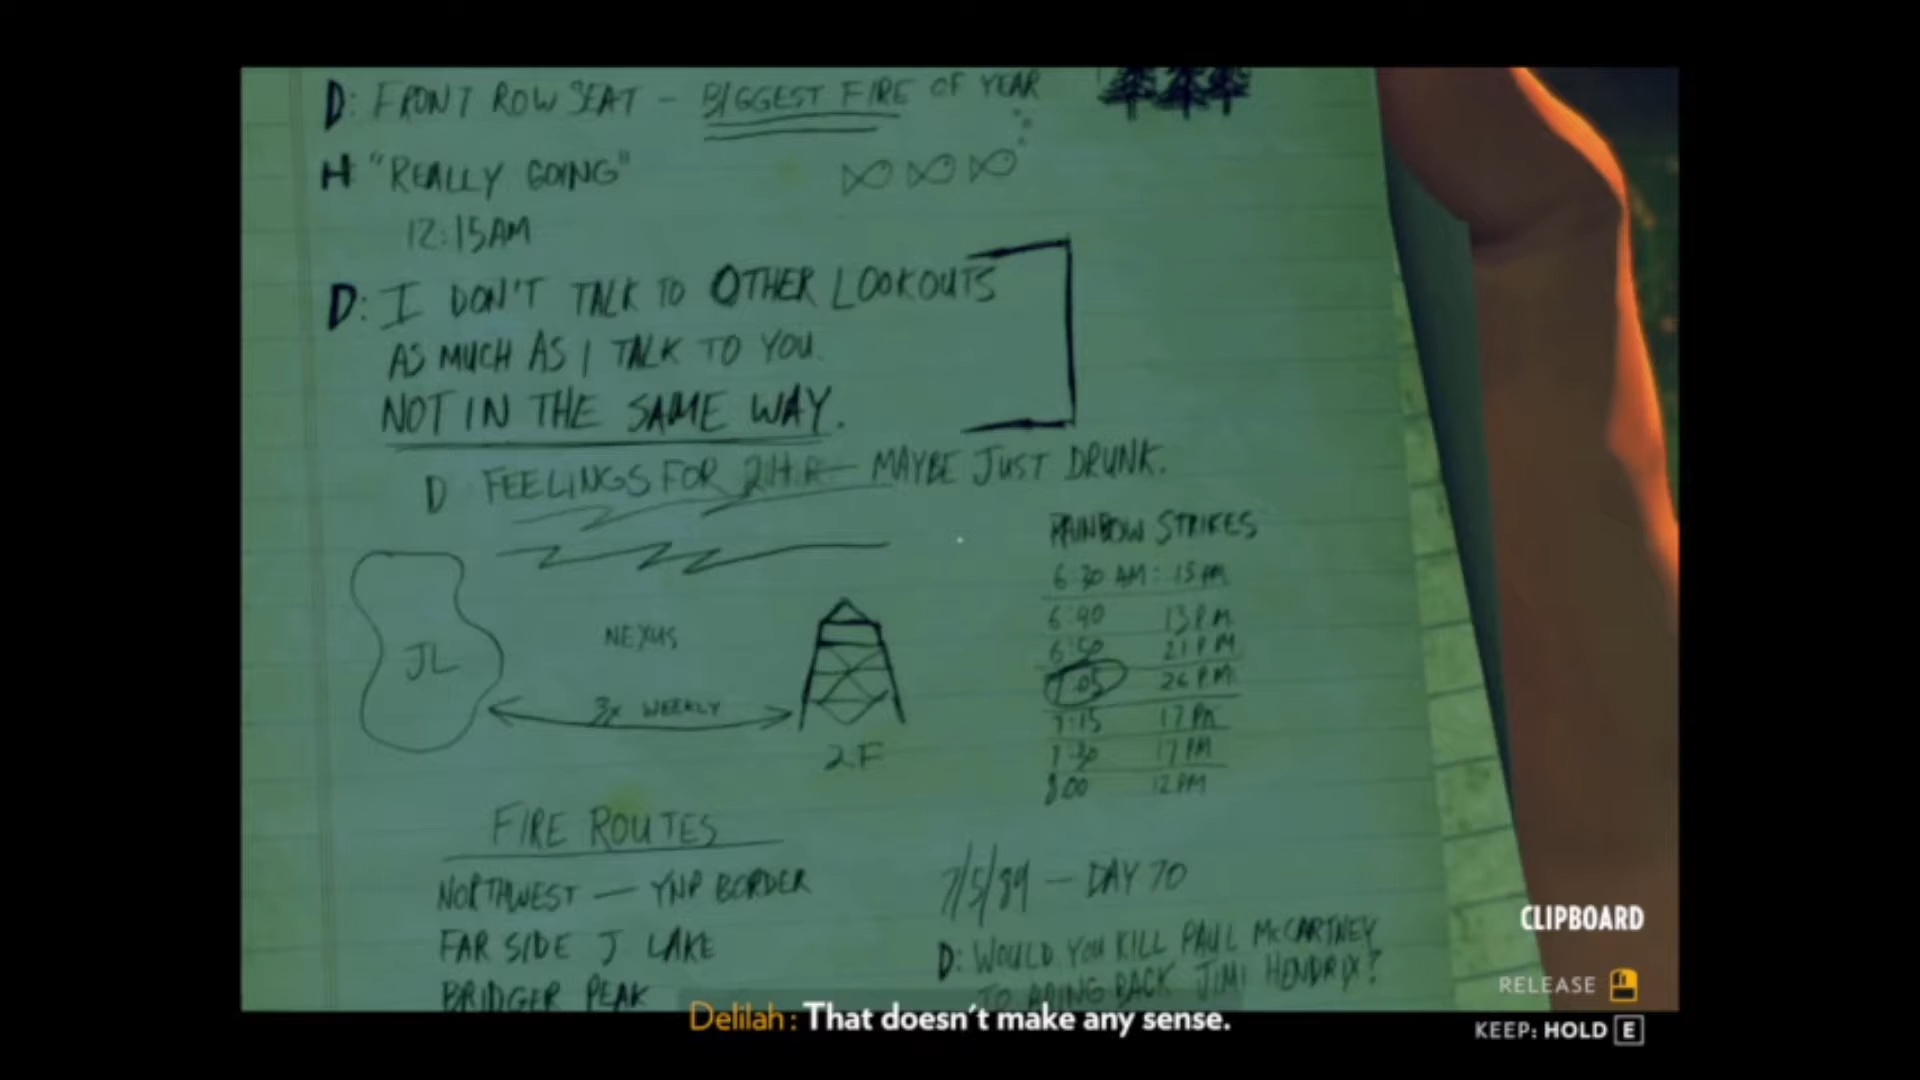 D: FRONT ROW SEAT - BIGGEST FIRE OF YEAR
H "REALLY GOING"
12:15AM
D: I DON'T TALK TO OTHER LOOKOUTS
AS MUCH AS I TALK TO YOU.
NOT IN THE SAME WAY.
D FEELINGS FOR MAYBE JUST DRUNK.
RAINBOW STRIKES
6:30 AM: 15 PM
6:40 13 P.M.
6:50 21 P.M.
7:05 26 P.M.
7:15 17 PM
7:30 17 PM
8:00 12 PM
JL
NEXUS
3x WEEKLY
2F
FIRE ROUTES
NORTHWEST — YNP BORDER
FAR SIDE J LAKE
BRIDGER PEAK
7/5/89 — DAY 70
D: WOULD YOU KILL PAUL McCARTNEY
TO BRING BACK JIMI HENDRIX?
CLIPBOARD
RELEASE
KEEP: HOLD E
Delilah: That doesn't make any sense.